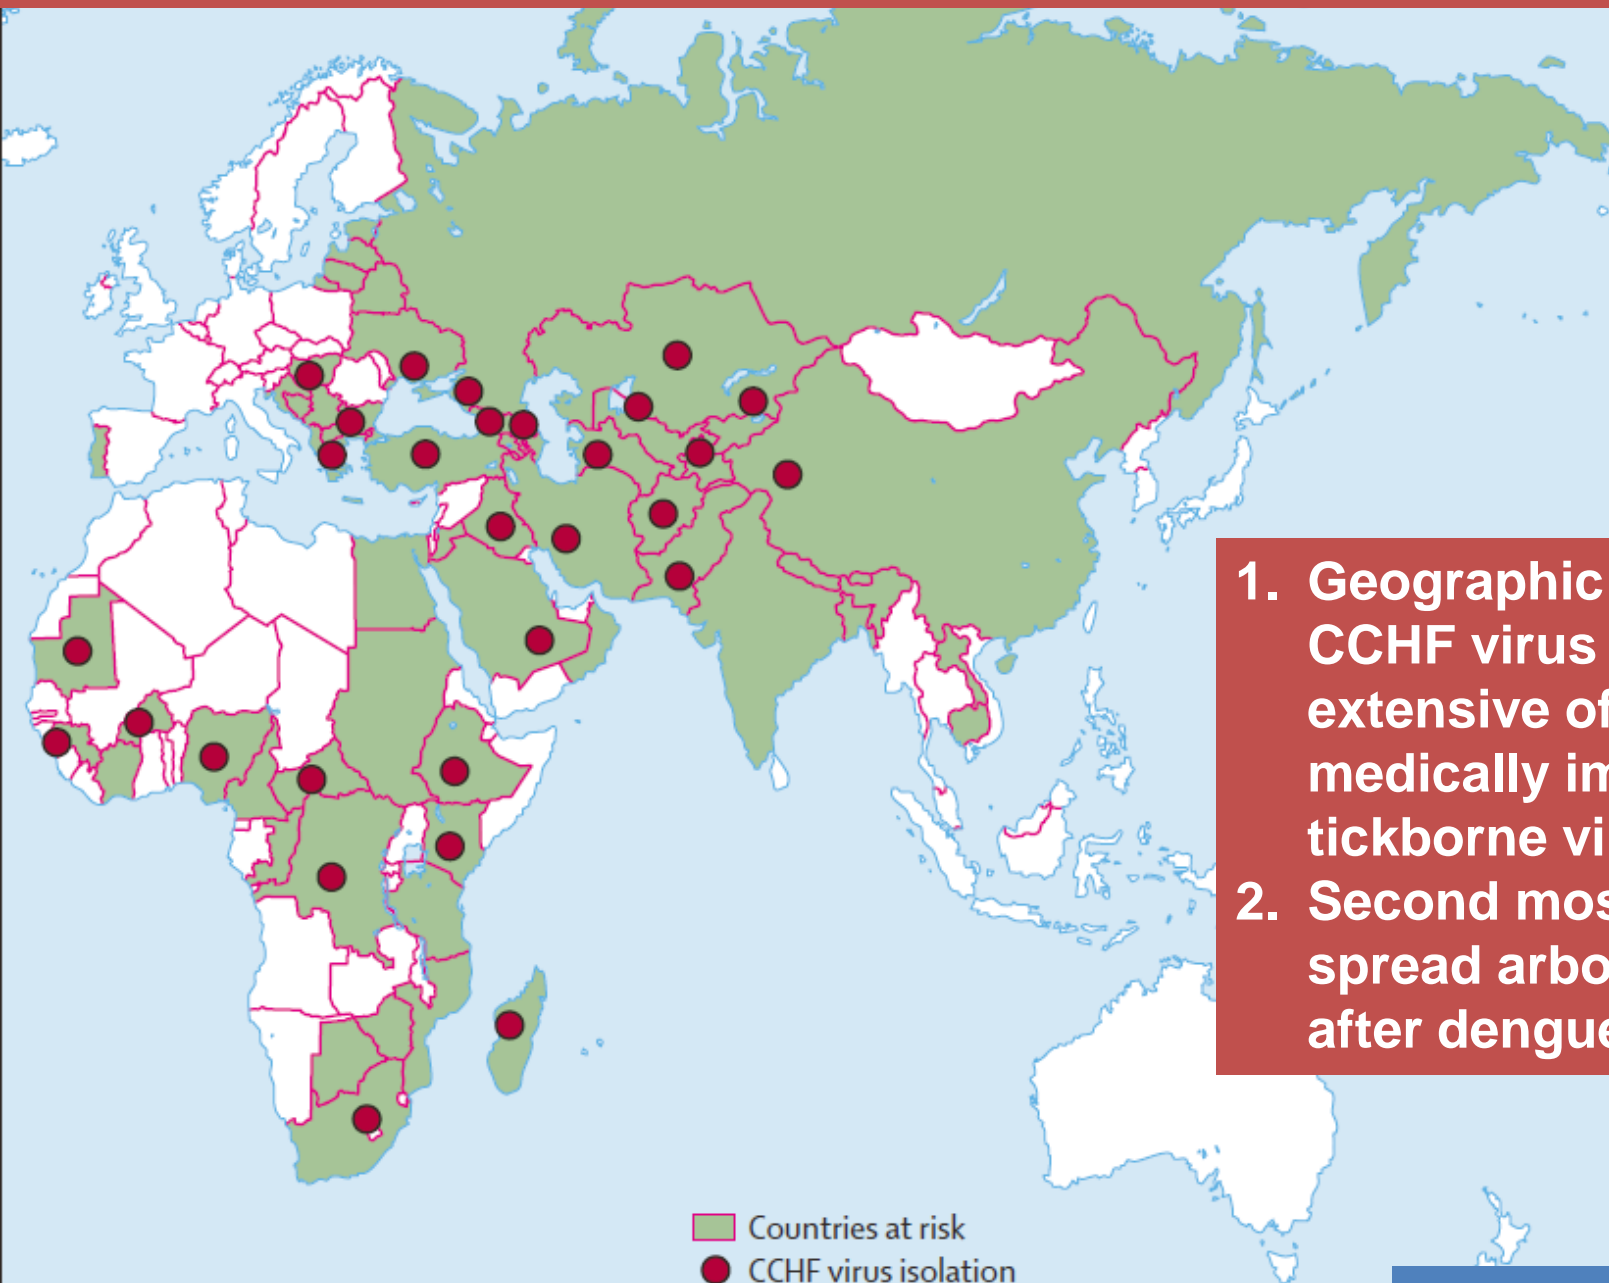 1. Geographic
CCHF virus
extensive of
medically im
tickborne vi
2. Second mos
spread arbo
after dengue
Countries at risk
CCHF virus isolation